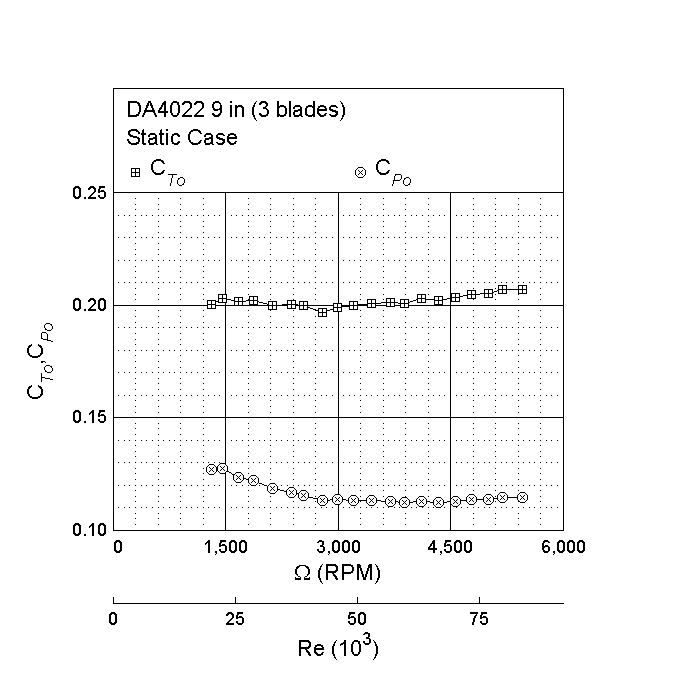 DA4022 9 in (3 blades)
Static Case
C_To C_Po
0.25
0.20
0.15
0.10
C_To,C_Po
0 1,500 3,000 4,500 6,000
Ω (RPM)
0 25 50 75
Re (10^3)